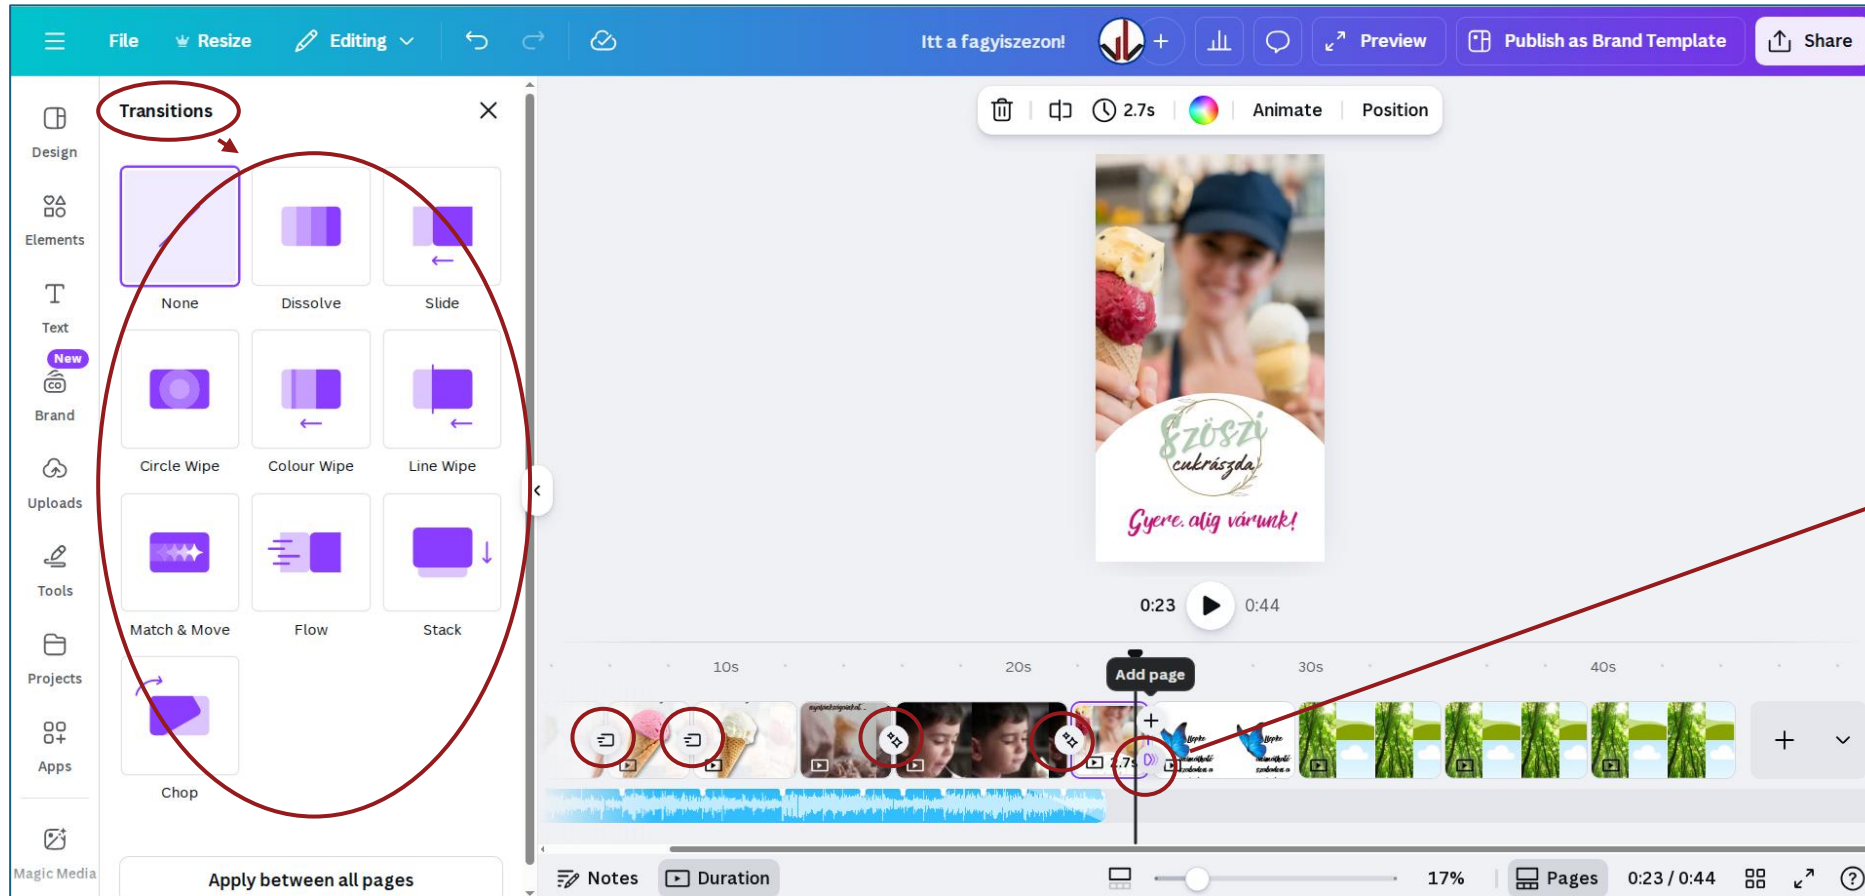 File
Resize
Editing
Itt a fagyiszezon!
Preview
Publish as Brand Template
Share
Design
Elements
Text
New
Brand
Uploads
Tools
Projects
Apps
Magic Media
Transitions
None
Dissolve
Slide
Circle Wipe
Colour Wipe
Line Wipe
Match & Move
Flow
Stack
Chop
Apply between all pages
2.7s
Animate
Position
Szöszi
cukrászda
Gyere, alig várunk!
0:23
0:44
10s
20s
30s
40s
Add page
2.7s
Notes
Duration
17%
Pages
0:23 / 0:44